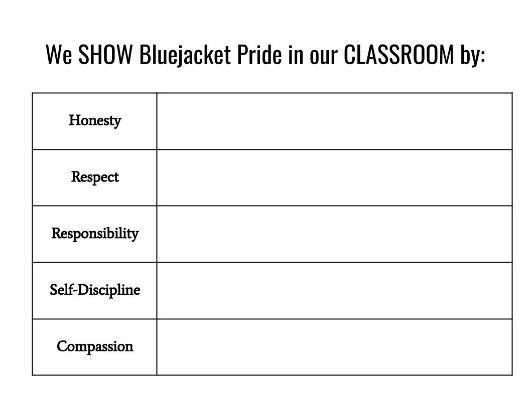 We SHOW Bluejacket Pride in our CLASSROOM by:
Honesty
Respect
Responsibility
Self-Discipline
Compassion